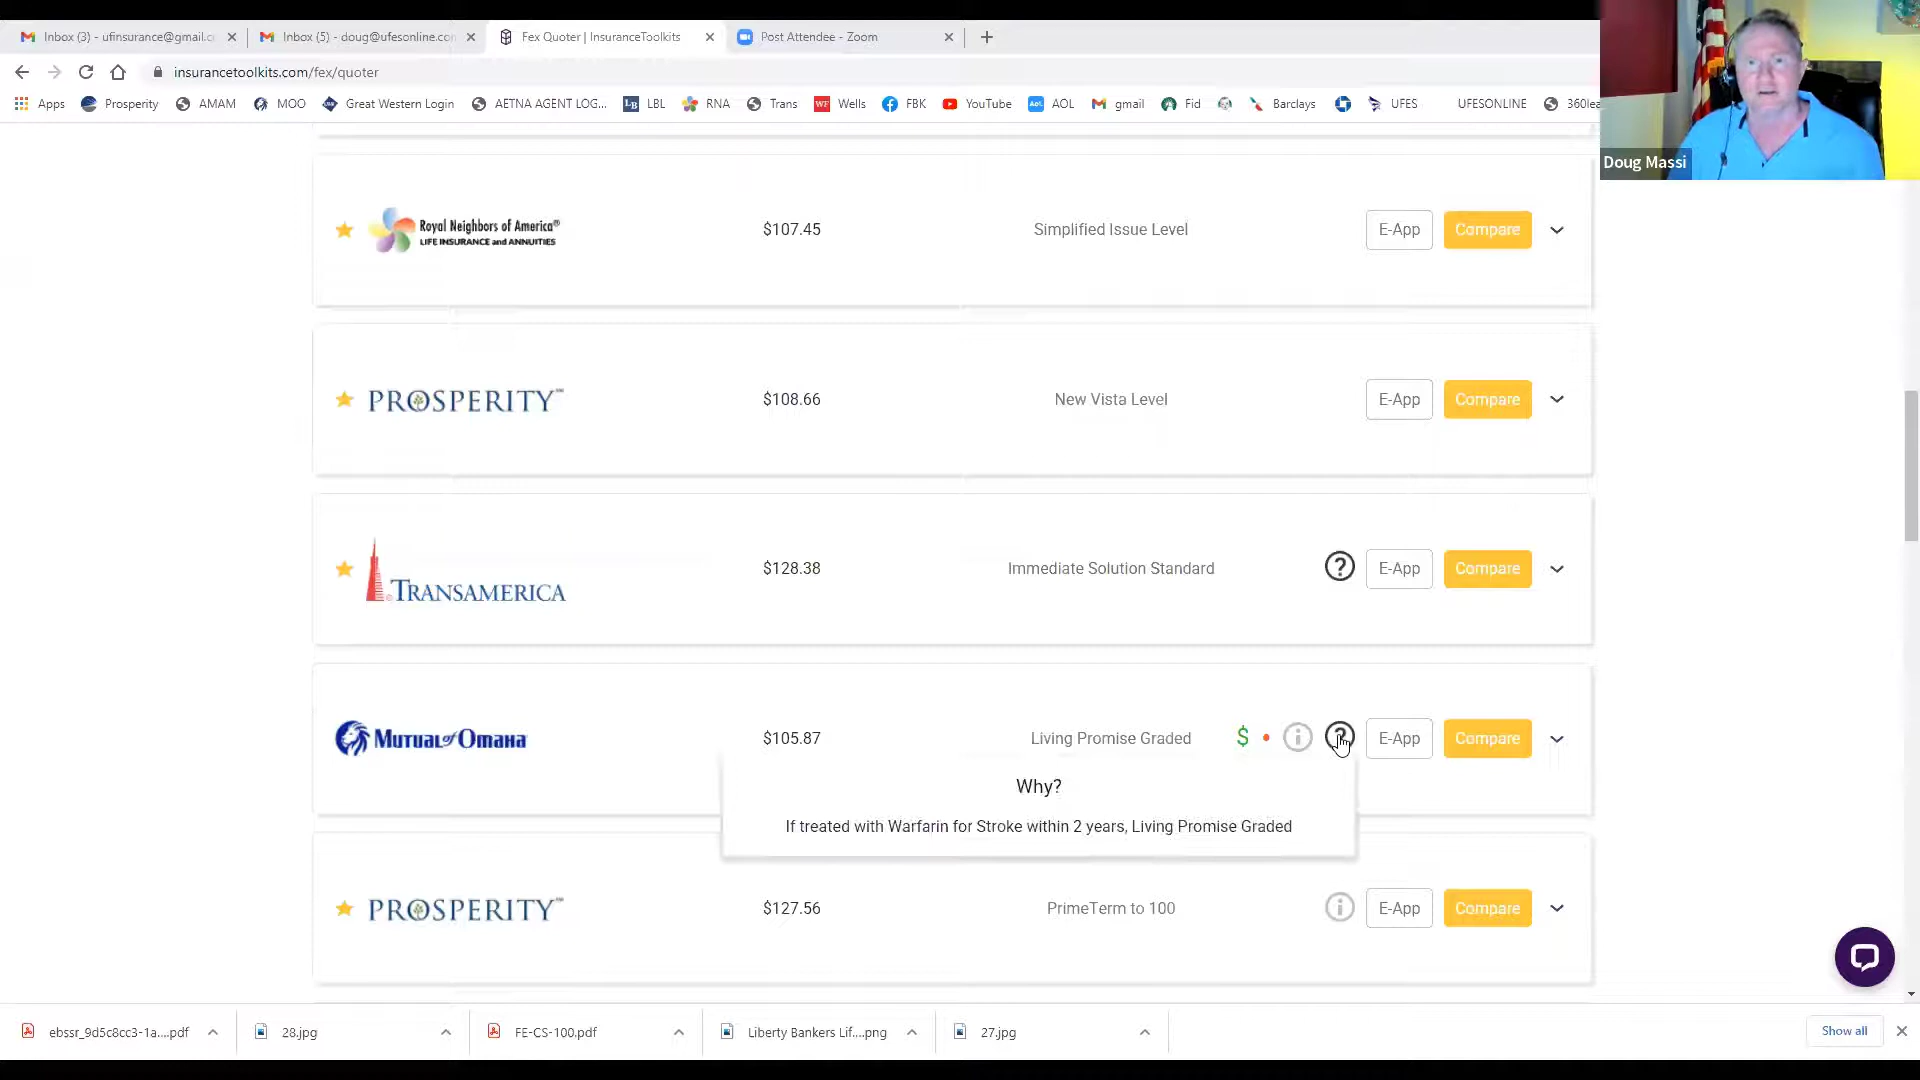 Inbox (3) - ufinsurance@gmail.c
Inbox (5) - doug@ufesonline.con
Fex Quoter | InsuranceToolkits
Post Attendee - Zoom
insurancetoolkits.com/fex/quoter
Apps
Prosperity
AMAM
MOO
Great Western Login
AETNA AGENT LOG...
LBL
RNA
Trans
Wells
FBK
YouTube
AOL
gmail
Fid
Barclays
UFES
UFESONLINE
360lea
Doug Massi
Royal Neighbors of America®
LIFE INSURANCE and ANNUITIES
$107.45
Simplified Issue Level
E-App
Compare
PROSPERITY
$108.66
New Vista Level
E-App
Compare
TRANSAMERICA
$128.38
Immediate Solution Standard
?
E-App
Compare
MUTUAL of OMAHA
$105.87
Living Promise Graded
$
i
?
E-App
Compare
Why?
If treated with Warfarin for Stroke within 2 years, Living Promise Graded
PROSPERITY
$127.56
PrimeTerm to 100
i
E-App
Compare
ebssr_9d5c8cc3-1a....pdf
28.jpg
FE-CS-100.pdf
Liberty Bankers Lif....png
27.jpg
Show all